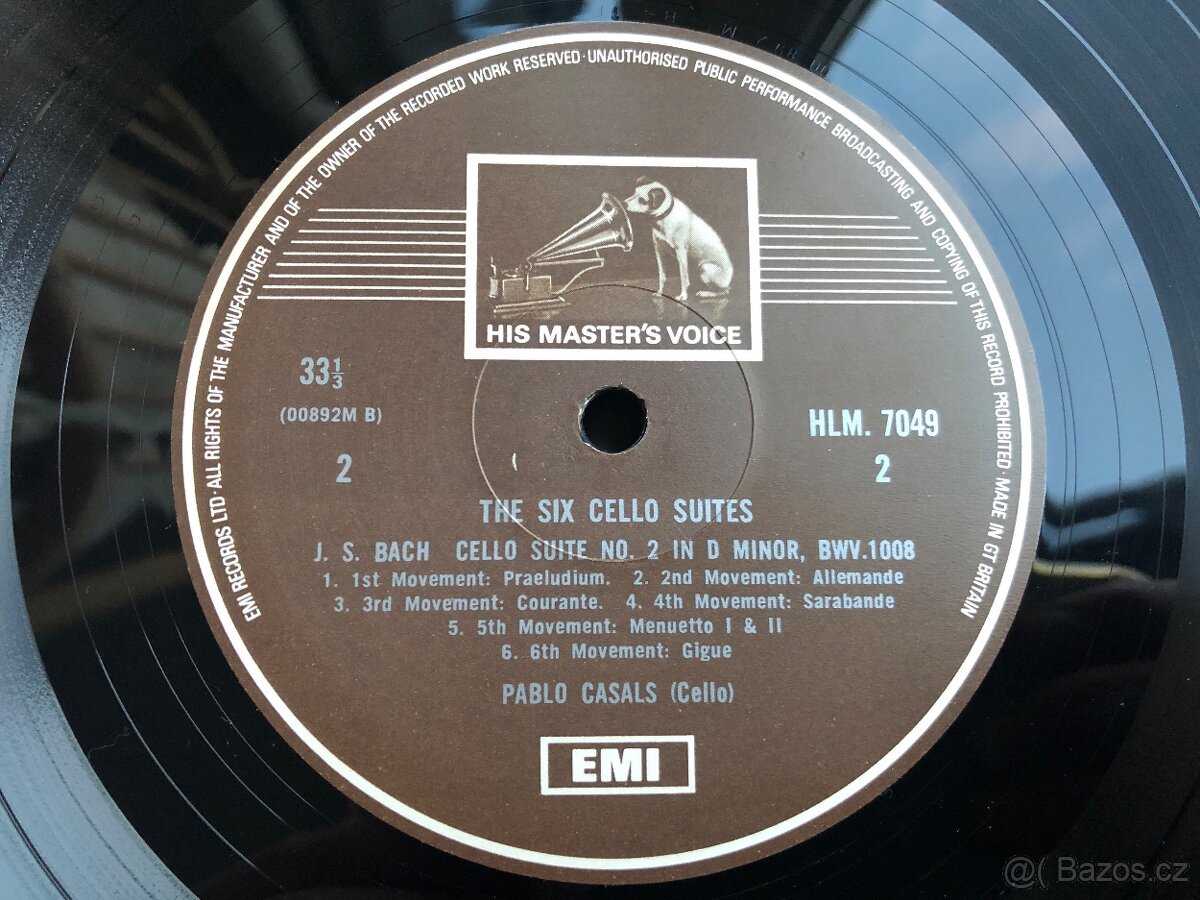 EMI RECORDS LTD · ALL RIGHTS OF THE MANUFACTURER AND OF THE OWNER OF THE RECORDED WORK RESERVED · UNAUTHORISED PUBLIC PERFORMANCE BROADCASTING AND COPYING OF THIS RECORD PROHIBITED · MADE IN GT BRITAIN
HIS MASTER'S VOICE
33⅓
(00892M B)
2
HLM. 7049
2
THE SIX CELLO SUITES
J. S. BACH CELLO SUITE NO. 2 IN D MINOR, BWV.1008
1. 1st Movement: Praeludium. 2. 2nd Movement: Allemande
3. 3rd Movement: Courante. 4. 4th Movement: Sarabande
5. 5th Movement: Menuetto I & II
6. 6th Movement: Gigue
PABLO CASALS (Cello)
EMI
@( Bazos.cz